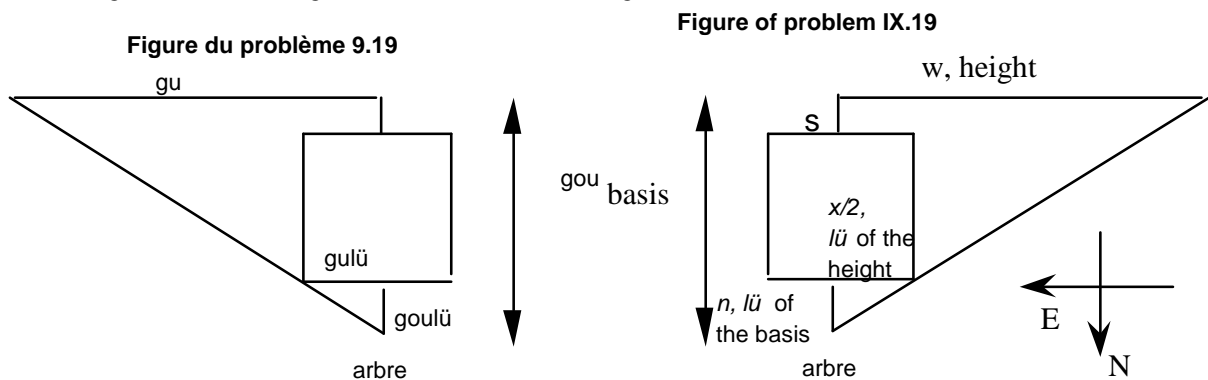 Figure of problem IX.19
Figure du problème 9.19
gu
w, height
s
gou basis
x/2,
lü of the
height
gulü
goulü
n, lü of
the basis
E
N
arbre
arbre